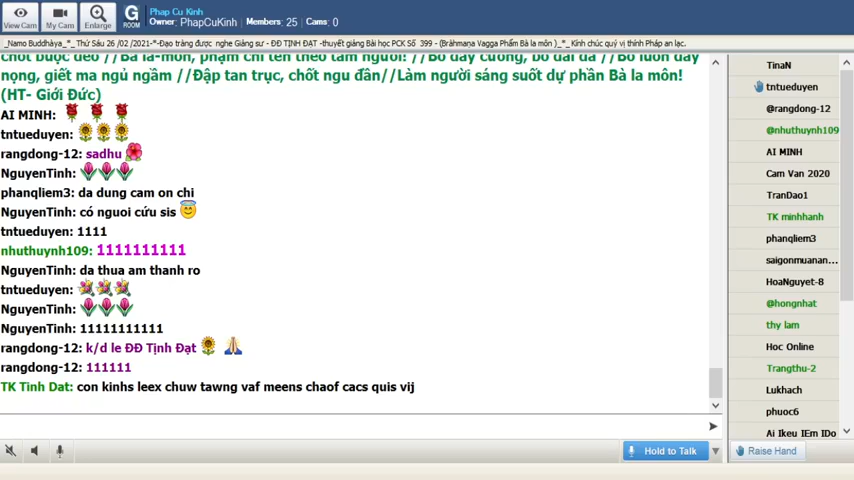 View Cam
My Cam
Enlarge
G
ROOM
Phap Cu Kinh
Owner: PhapCuKinh
Members: 25
Cams: 0
_Namo Buddhàya_*_ Thứ Sáu 26 /02 /2021-*-Đạo tràng được nghe Giảng sư - ĐĐ TỊNH ĐẠT -thuyết giảng Bài học PCK Số 399 - (Brāhmaṇa Vagga Phẩm Bà la môn )_*_ Kính chúc quý vị thính Pháp an lạc.
nọng, giết ma ngủ ngầm //Đập tan trục, chốt ngu đần//Làm người sáng suốt dự phần Bà la môn!
(HT- Giới Đức)
AI MINH:
tntueduyen:
rangdong-12: sadhu
NguyenTinh:
phanqliem3: da dung cam on chi
NguyenTinh: có nguoi cứu sis
tntueduyen: 1111
nhuthuynh109: 1111111111
NguyenTinh: da thua am thanh ro
tntueduyen:
NguyenTinh:
NguyenTinh: 11111111111
rangdong-12: k/d le ĐĐ Tịnh Đạt
rangdong-12: 111111
TK Tinh Dat: con kinhs leex chuw tawng vaf meens chaof cacs quis vij
TinaN
tntueduyen
@rangdong-12
@nhuthuynh109
AI MINH
Cam Van 2020
TranDao1
TK minhhanh
phanqliem3
saigonmuanan...
HoaNguyet-8
@hongnhat
thy lam
Hoc Online
Trangthu-2
Lukhach
phuoc6
Ai Ikeu IEm IDo
Hold to Talk
Raise Hand